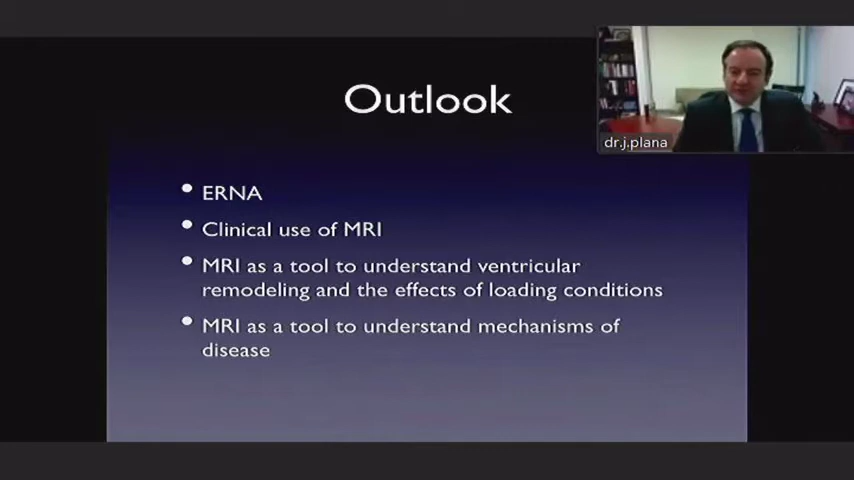 Outlook
dr.j.plana
• ERNA
• Clinical use of MRI
• MRI as a tool to understand ventricular
remodeling and the effects of loading conditions
• MRI as a tool to understand mechanisms of
disease